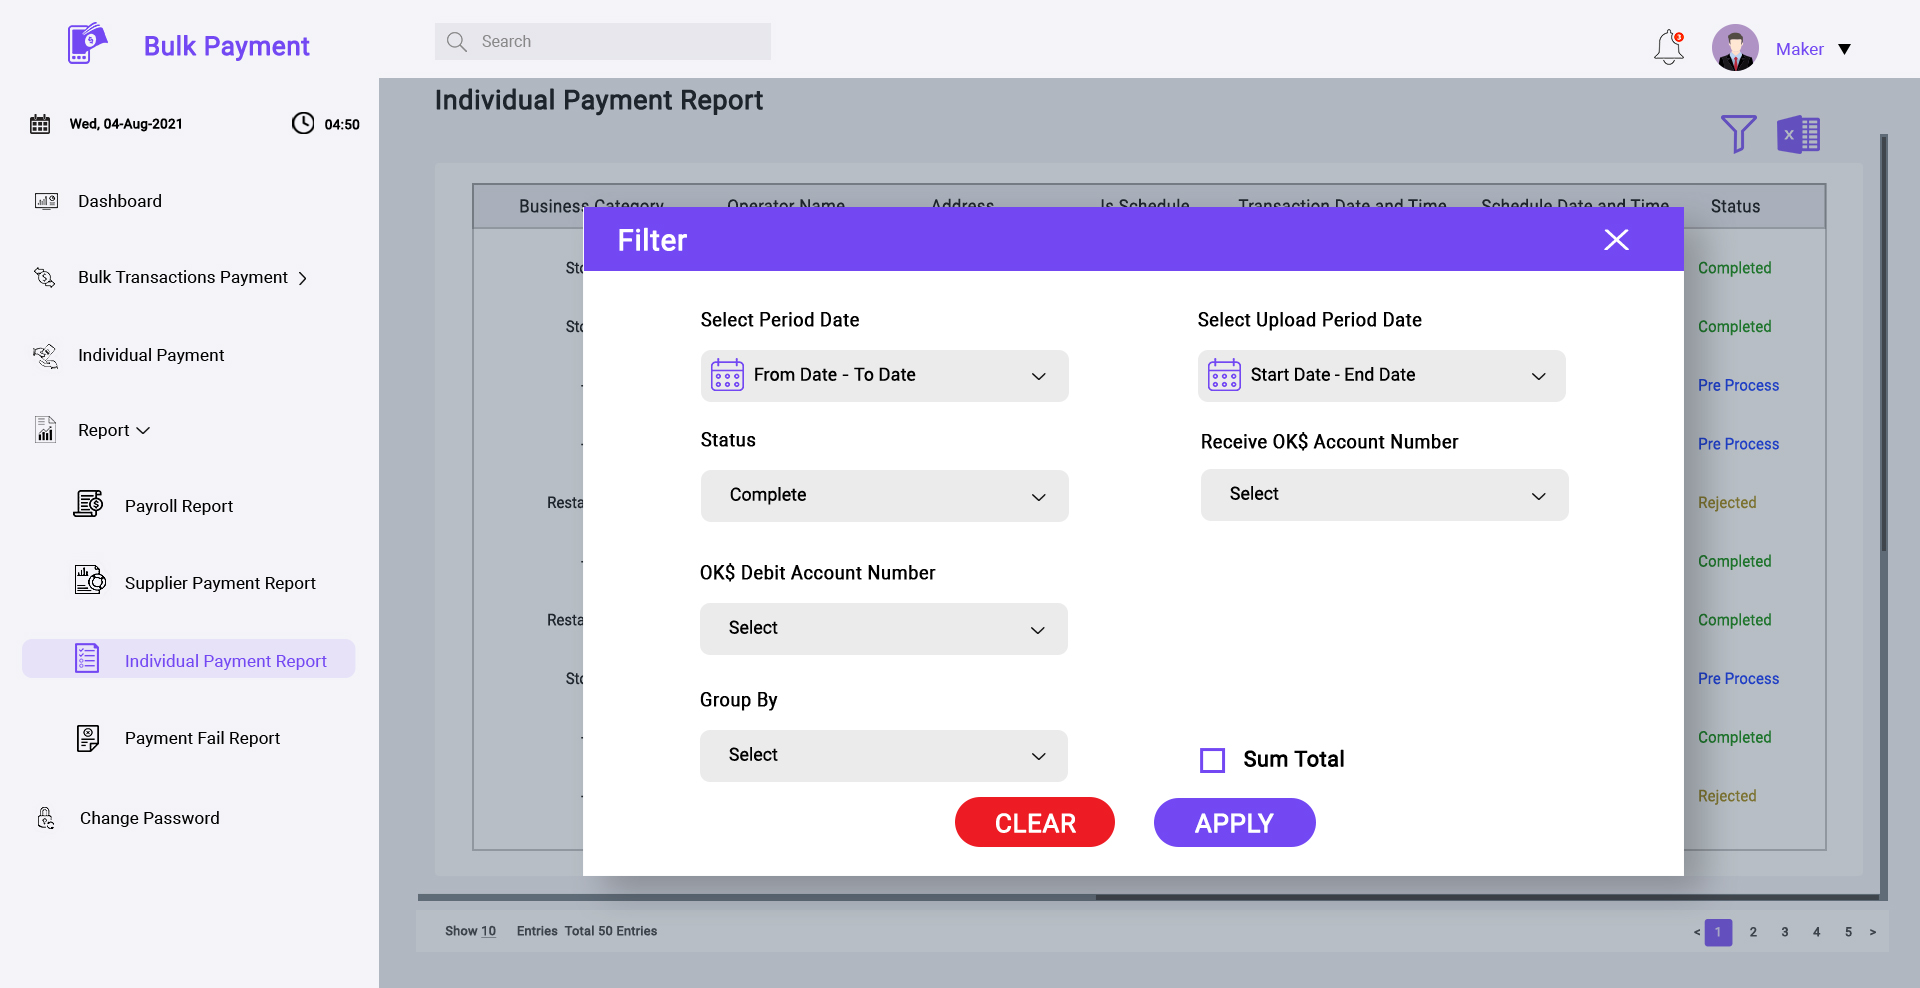 Bulk Payment
Search
3
Maker
Wed, 04-Aug-2021
04:50
Dashboard
Bulk Transactions Payment
Individual Payment
Report
Payroll Report
Supplier Payment Report
Individual Payment Report
Payment Fail Report
Change Password
Individual Payment Report
X
Business Category Operator Name Address Is Schedule Transaction Date and Time Schedule Date and Time Status
Filter
Select Period Date
From Date - To Date
Select Upload Period Date
Start Date - End Date
Status
Complete
Receive OK$ Account Number
Select
OK$ Debit Account Number
Select
Group By
Select
Sum Total
CLEAR
APPLY
Completed
Completed
Pre Process
Pre Process
Rejected
Completed
Completed
Pre Process
Completed
Rejected
Show 10 Entries Total 50 Entries
< 1 2 3 4 5 >